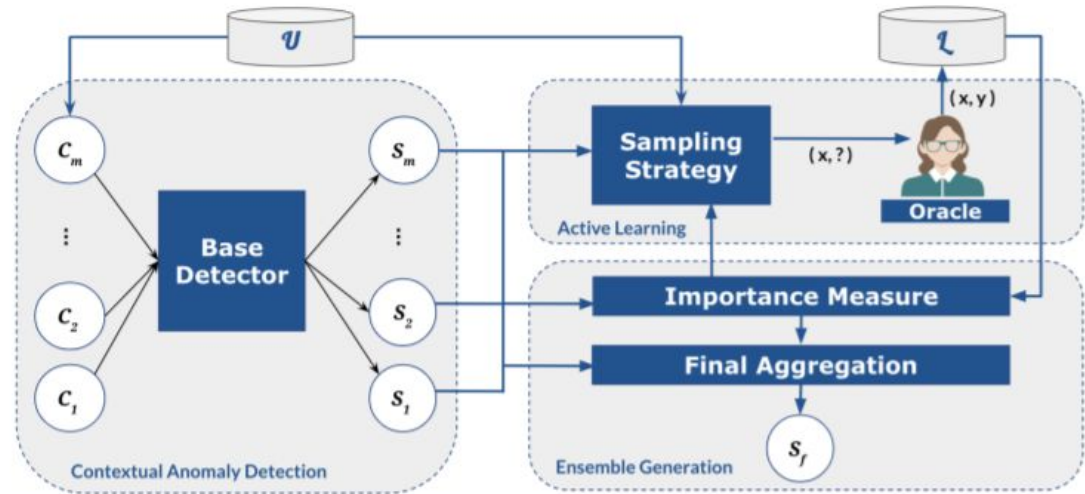 U
L
C_m
⋮
C_2
C_1
Base
Detector
S_m
⋮
S_2
S_1
Contextual Anomaly Detection
Sampling
Strategy
(x,?)
(x,y)
Oracle
Active Learning
Importance Measure
Final Aggregation
S_f
Ensemble Generation